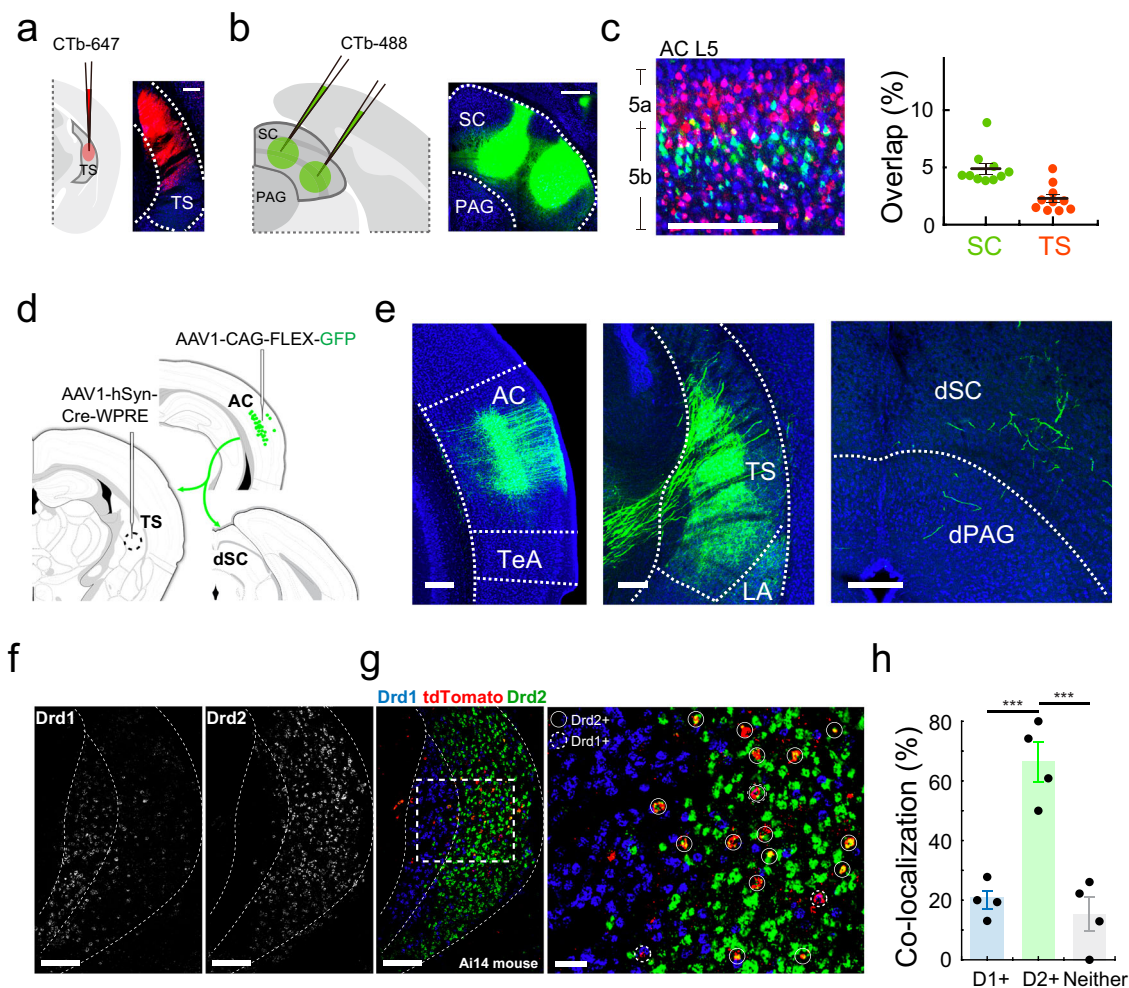 a
CTb-647
TS
TS
b
CTb-488
SC
PAG
SC
PAG
c
AC L5
5a
5b
Overlap (%)
10
5
0
SC
TS
d
AAV1-CAG-FLEX-GFP
AAV1-hSyn-
Cre-WPRE
AC
TS
dSC
e
AC
TeA
TS
LA
dSC
dPAG
f
Drd1
Drd2
g
Drd1 tdTomato Drd2
Ai14 mouse
Drd2+
Drd1+
h
***
***
Co-localization (%)
80
60
40
20
0
D1+
D2+
Neither